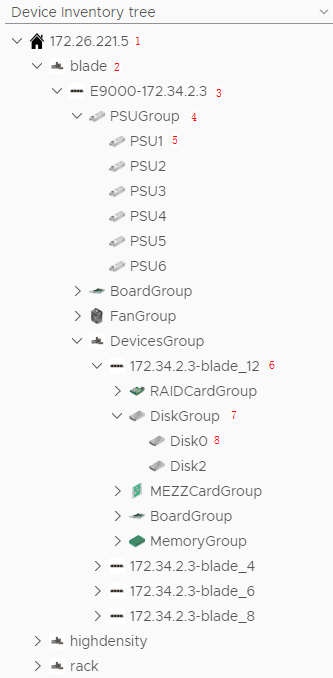 Device Inventory tree
172.26.221.5 1
blade 2
E9000-172.34.2.3 3
PSUGroup 4
PSU1 5
PSU2
PSU3
PSU4
PSU5
PSU6
BoardGroup
FanGroup
DevicesGroup
172.34.2.3-blade_12 6
RAIDCardGroup
DiskGroup 7
Disk0 8
Disk2
MEZZCardGroup
BoardGroup
MemoryGroup
172.34.2.3-blade_4
172.34.2.3-blade_6
172.34.2.3-blade_8
highdensity
rack